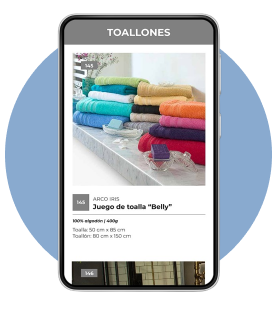 TOALLONES
145
145
ARCO IRIS
Juego de toalla “Belly”
100% algodón | 400g
Toalla: 50 cm x 85 cm
Toallón: 80 cm x 150 cm
146